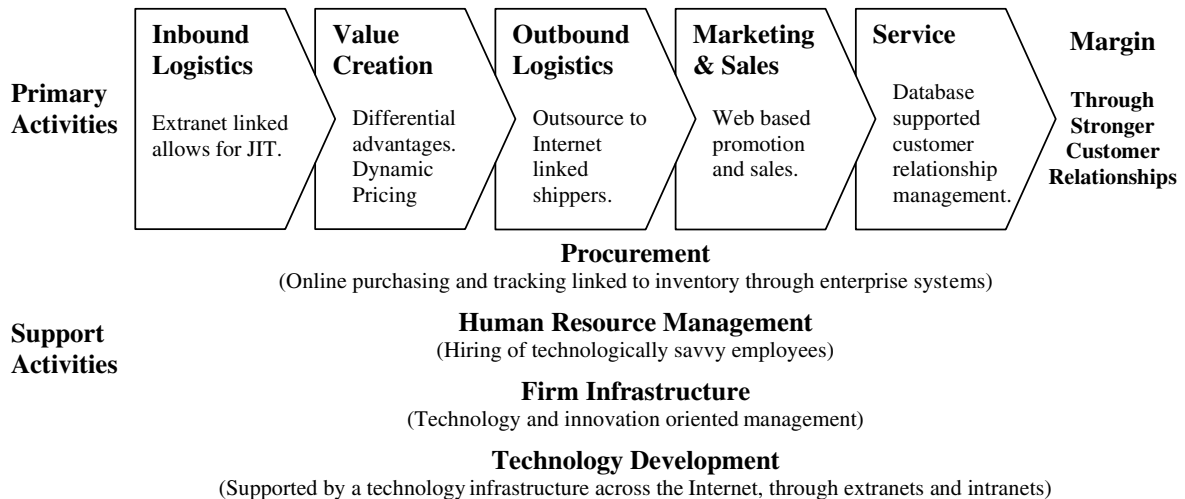 Primary
Activities
Inbound
Logistics
Extranet linked
allows for JIT.
Value
Creation
Differential
advantages.
Dynamic
Pricing
Outbound
Logistics
Outsource to
Internet
linked
shippers.
Marketing
& Sales
Web based
promotion
and sales.
Service
Database
supported
customer
relationship
management.
Margin
Through
Stronger
Customer
Relationships
Support
Activities
Procurement
(Online purchasing and tracking linked to inventory through enterprise systems)
Human Resource Management
(Hiring of technologically savvy employees)
Firm Infrastructure
(Technology and innovation oriented management)
Technology Development
(Supported by a technology infrastructure across the Internet, through extranets and intranets)